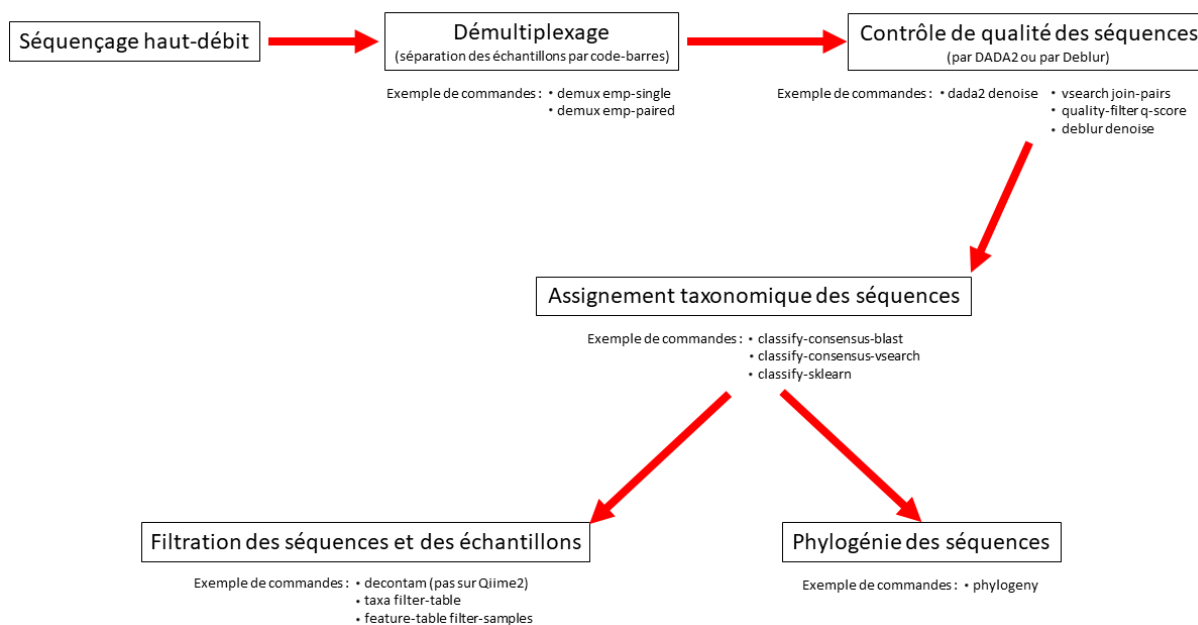 Séquençage haut-débit
Démultiplexage
(séparation des échantillons par code-barres)
Exemple de commandes : • demux emp-single
• demux emp-paired
Contrôle de qualité des séquences
(par DADA2 ou par Deblur)
Exemple de commandes : • dada2 denoise • vsearch join-pairs
• quality-filter q-score
• deblur denoise
Assignement taxonomique des séquences
Exemple de commandes : • classify-consensus-blast
• classify-consensus-vsearch
• classify-sklearn
Filtration des séquences et des échantillons
Exemple de commandes : • decontam (pas sur Qiime2)
• taxa filter-table
• feature-table filter-samples
Phylogénie des séquences
Exemple de commandes : • phylogeny